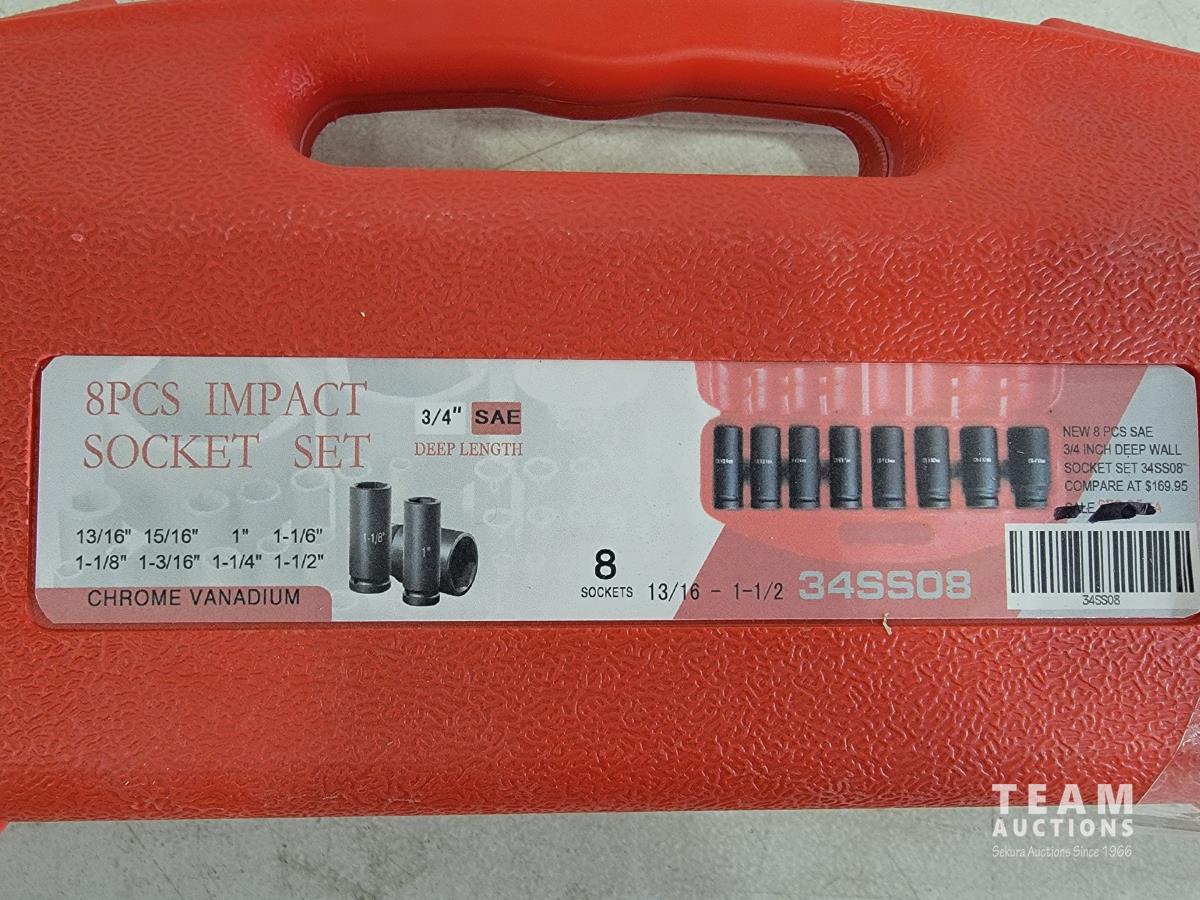 8PCS IMPACT
SOCKET SET
3/4" SAE
DEEP LENGTH
13/16" 15/16" 1" 1-1/6"
1-1/8" 1-3/16" 1-1/4" 1-1/2"
CHROME VANADIUM
1-1/8"
1"
8
SOCKETS 13/16 - 1-1/2
34SS08
NEW 8 PCS SAE
3/4 INCH DEEP WALL
SOCKET SET 34SS08
COMPARE AT $169.95
SALE
34SS08
TEAM
AUCTIONS
Sekura Auctions Since 1966